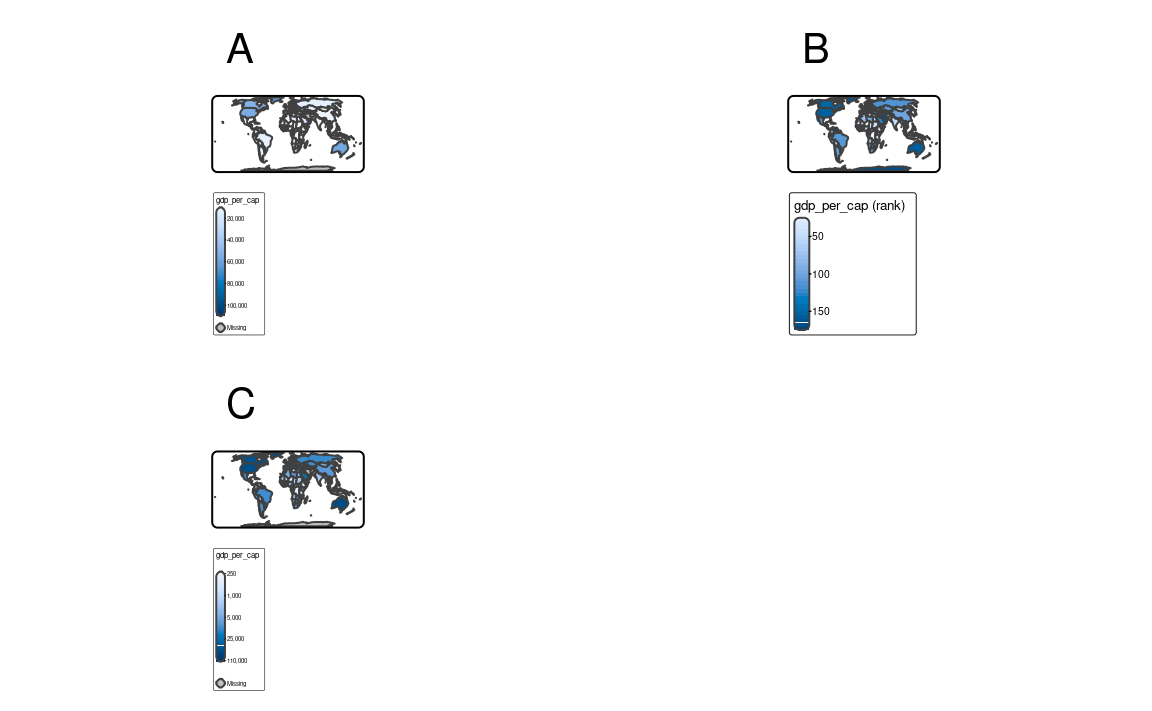 A
gdp_per_cap
20,000
40,000
60,000
80,000
100,000
Missing
B
gdp_per_cap (rank)
50
100
150
C
gdp_per_cap
250
1,000
5,000
25,000
110,000
Missing